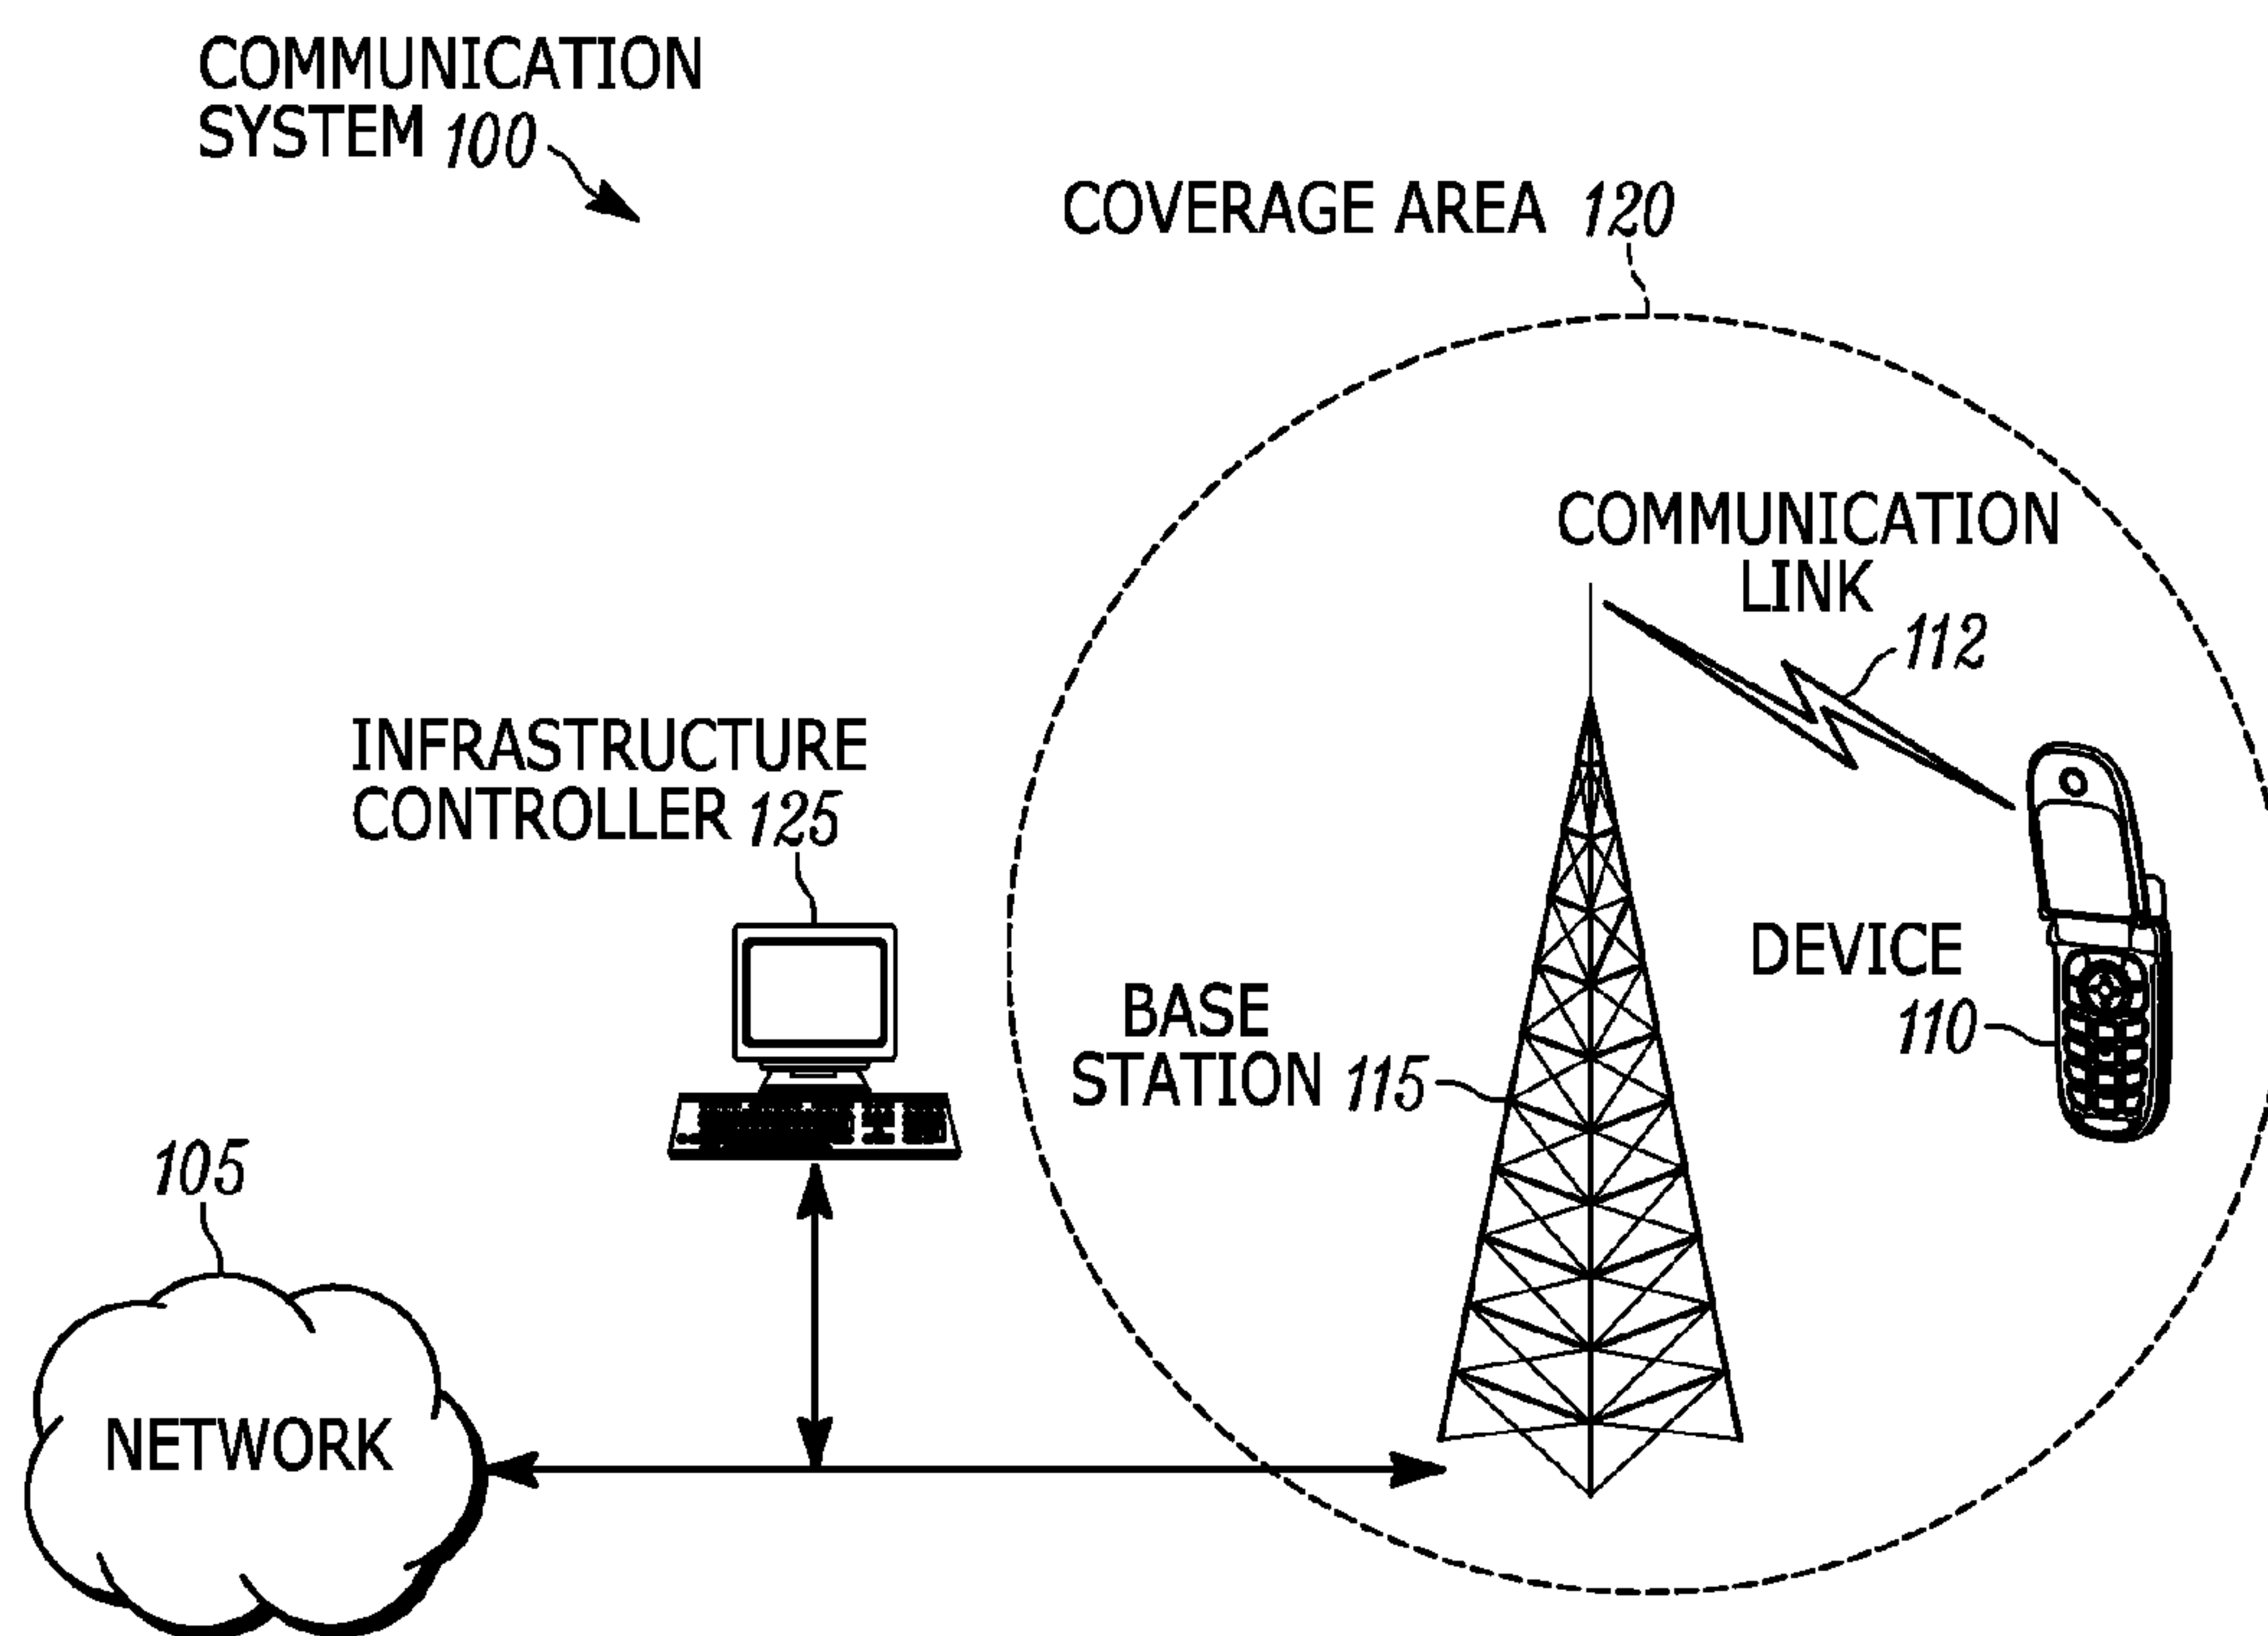 COMMUNICATION
SYSTEM 100
COVERAGE AREA 120
COMMUNICATION
LINK
112
INFRASTRUCTURE
CONTROLLER 125
DEVICE
110
BASE
STATION 115
105
NETWORK